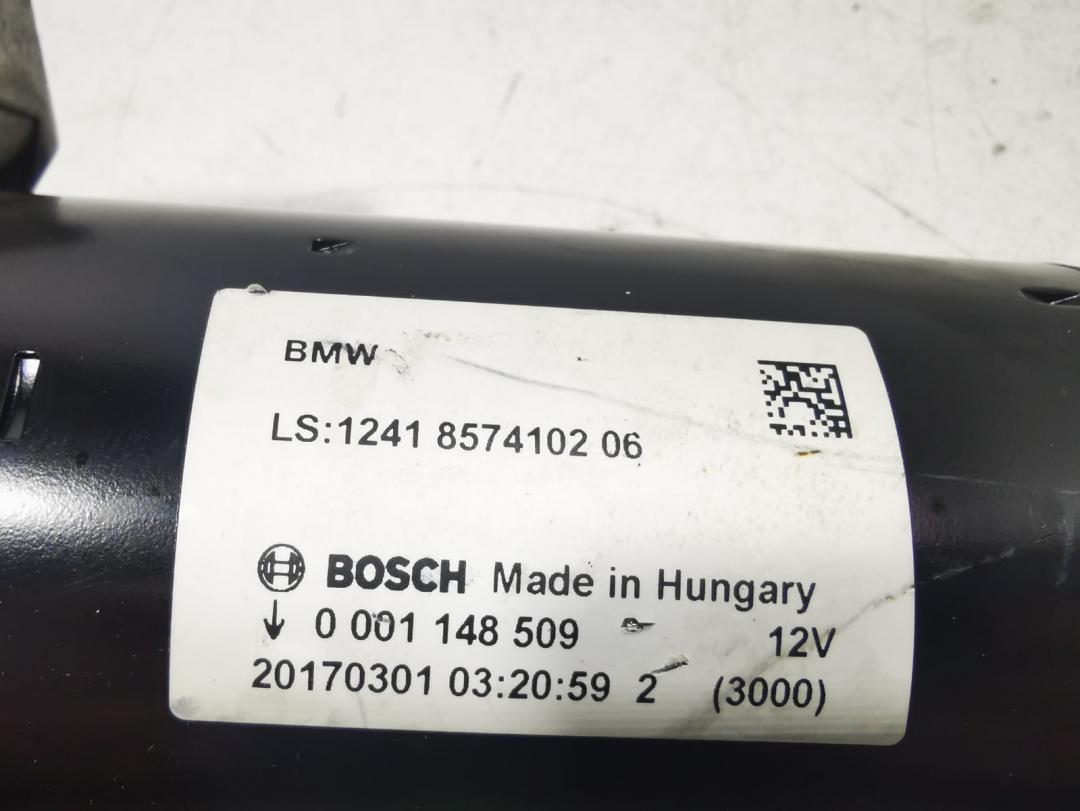 BMW
LS:1241 8574102 06
BOSCH Made in Hungary
↓ 0 001 148 509 12V
20170301 03:20:59 2 (3000)